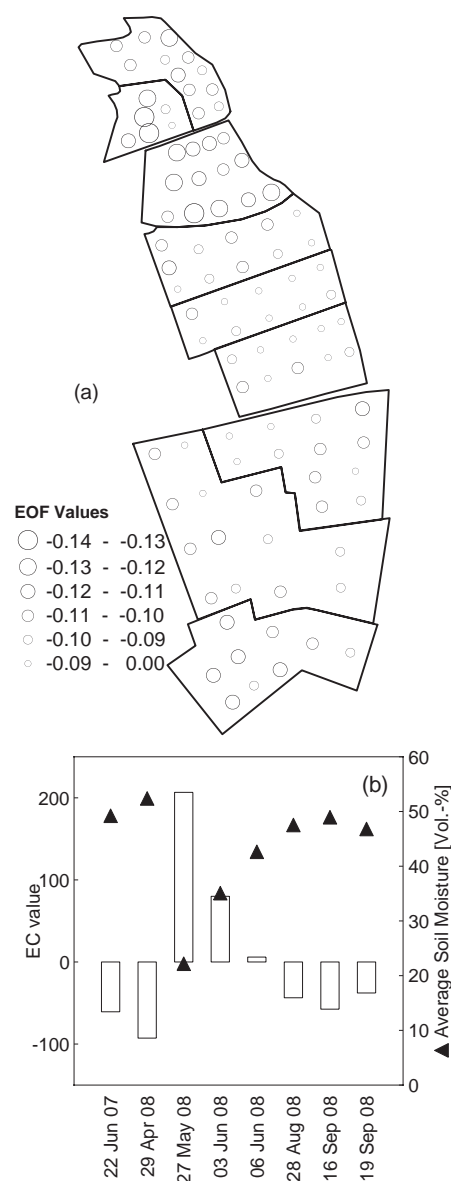 (a)
EOF Values
-0.14 - -0.13
-0.13 - -0.12
-0.12 - -0.11
-0.11 - -0.10
-0.10 - -0.09
-0.09 - 0.00
(b)
200
100
0
-100
EC value
60
50
40
30
20
10
0
▲ Average Soil Moisture [Vol.-%]
22 Jun 07
29 Apr 08
27 May 08
03 Jun 08
06 Jun 08
28 Aug 08
16 Sep 08
19 Sep 08